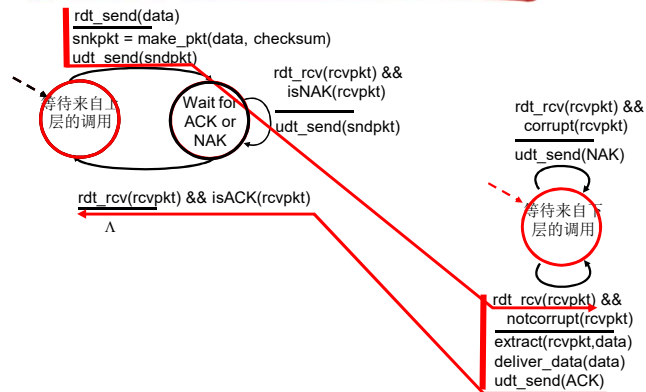 rdt_send(data)
snkpkt = make_pkt(data, checksum)
udt_send(sndpkt)
等待来自上
层的调用
Wait for
ACK or
NAK
rdt_rcv(rcvpkt) &&
isNAK(rcvpkt)
udt_send(sndpkt)
rdt_rcv(rcvpkt) && isACK(rcvpkt)
Λ
rdt_rcv(rcvpkt) &&
corrupt(rcvpkt)
udt_send(NAK)
等待来自下
层的调用
rdt_rcv(rcvpkt) &&
notcorrupt(rcvpkt)
extract(rcvpkt,data)
deliver_data(data)
udt_send(ACK)